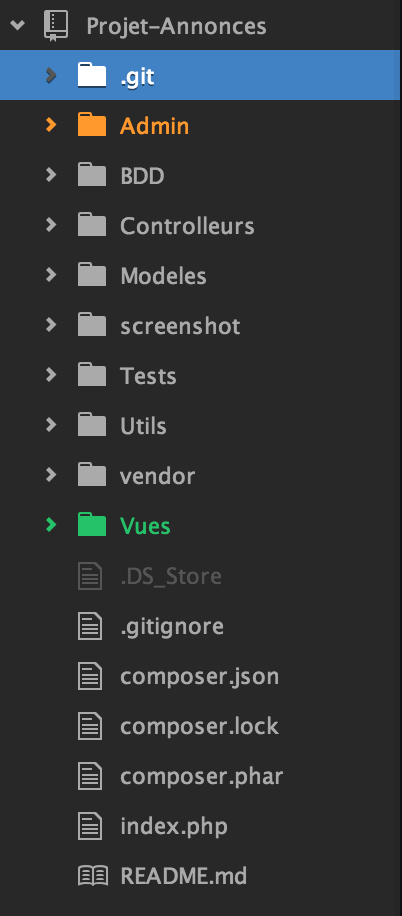 Projet-Annonces
.git
Admin
BDD
Controlleurs
Modeles
screenshot
Tests
Utils
vendor
Vues
.DS_Store
.gitignore
composer.json
composer.lock
composer.phar
index.php
README.md